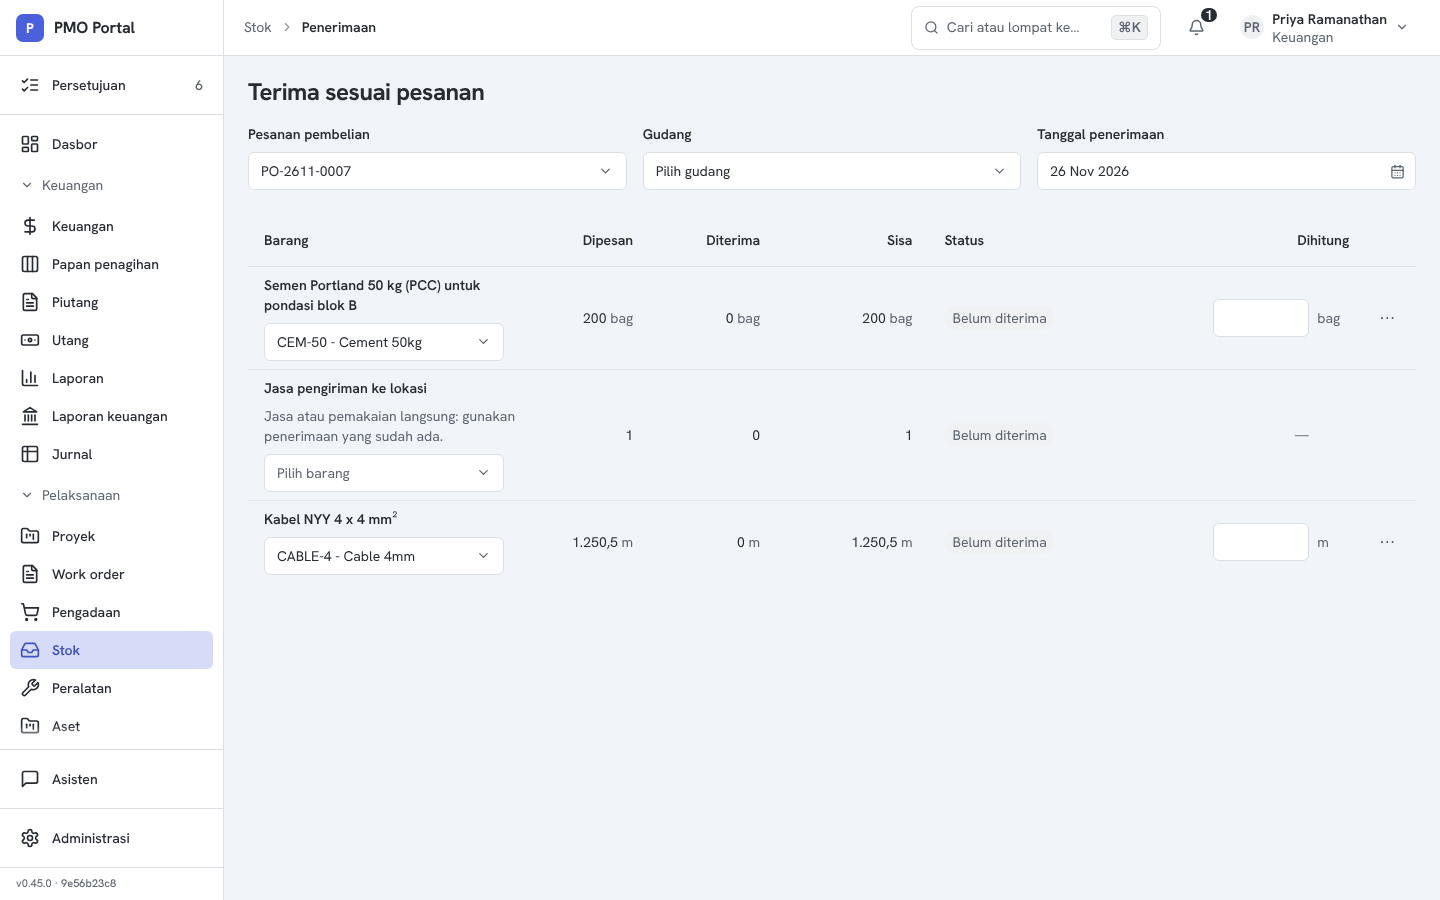 P PMO Portal
Stok > Penerimaan
Cari atau lompat ke... ⌘K
1
PR
Priya Ramanathan
Keuangan
Persetujuan 6
Dasbor
Keuangan
Keuangan
Papan penagihan
Piutang
Utang
Laporan
Laporan keuangan
Jurnal
Pelaksanaan
Proyek
Work order
Pengadaan
Stok
Peralatan
Aset
Asisten
Administrasi
v0.45.0 · 9e56b23c8
Terima sesuai pesanan
Pesanan pembelian Gudang Tanggal penerimaan
PO-2611-0007 Pilih gudang 26 Nov 2026
Barang Dipesan Diterima Sisa Status Dihitung
Semen Portland 50 kg (PCC) untuk
pondasi blok B
200 bag 0 bag 200 bag Belum diterima bag ...
CEM-50 - Cement 50kg
Jasa pengiriman ke lokasi
Jasa atau pemakaian langsung: gunakan
penerimaan yang sudah ada.
1 0 1 Belum diterima —
Pilih barang
Kabel NYY 4 x 4 mm²
1.250,5 m 0 m 1.250,5 m Belum diterima m ...
CABLE-4 - Cable 4mm